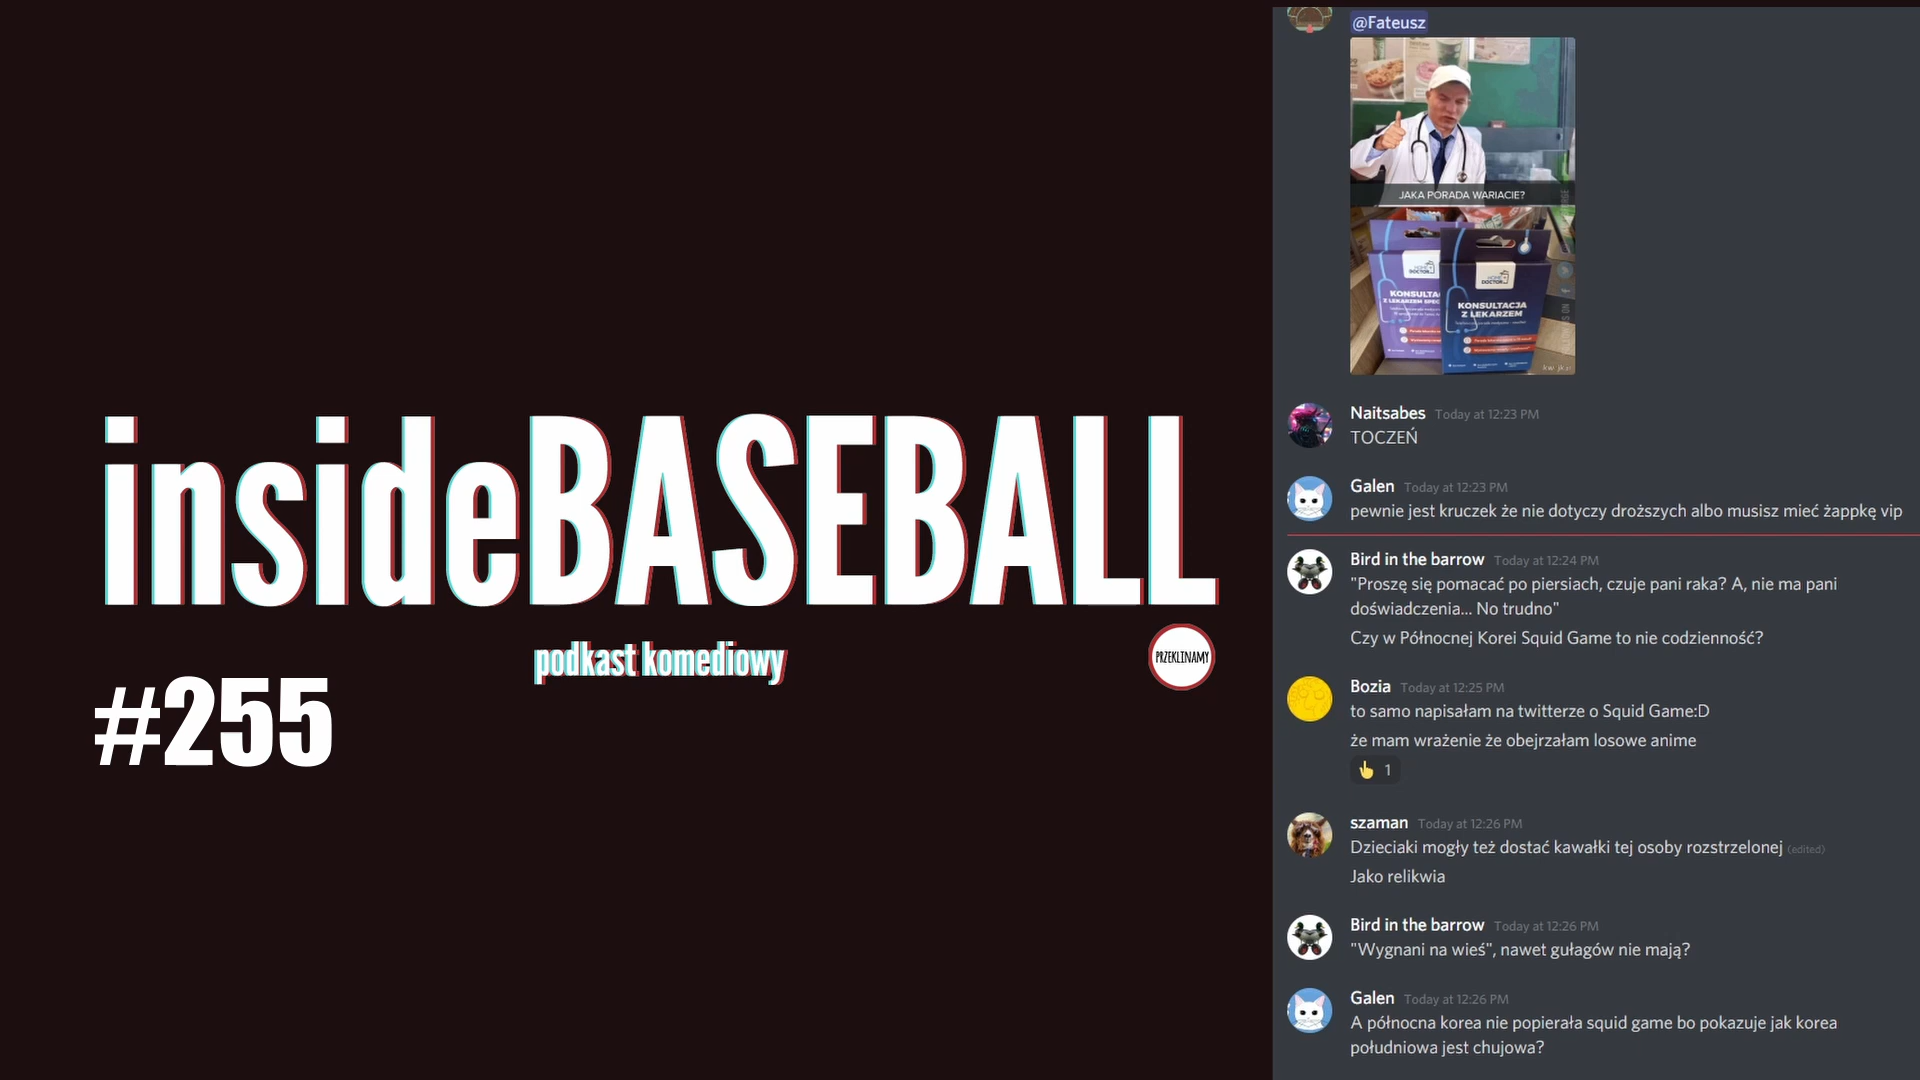 insideBASEBALL
podkast komediowy
PRZEKLINAMY
#255
@Fateusz
JAKA PORADA WARIACIE?
HOME DOCTOR
KONSULTA
Z LEKARZEM SPEC
HOME DOCTOR
KONSULTACJA
Z LEKARZEM
Naitsabes Today at 12:23 PM
TOCZEŃ
Galen Today at 12:23 PM
pewnie jest kruczek że nie dotyczy droższych albo musisz mieć żappkę vip
Bird in the barrow Today at 12:24 PM
"Proszę się pomacać po piersiach, czuje pani raka? A, nie ma pani
doświadczenia... No trudno"
Czy w Północnej Korei Squid Game to nie codzienność?
Bozia Today at 12:25 PM
to samo napisałam na twitterze o Squid Game:D
że mam wrażenie że obejrzałam losowe anime
1
szaman Today at 12:26 PM
Dzieciaki mogły też dostać kawałki tej osoby rozstrzelonej (edited)
Jako relikwia
Bird in the barrow Today at 12:26 PM
"Wygnani na wieś", nawet gułagów nie mają?
Galen Today at 12:26 PM
A północna korea nie popierała squid game bo pokazuje jak korea
południowa jest chujowa?